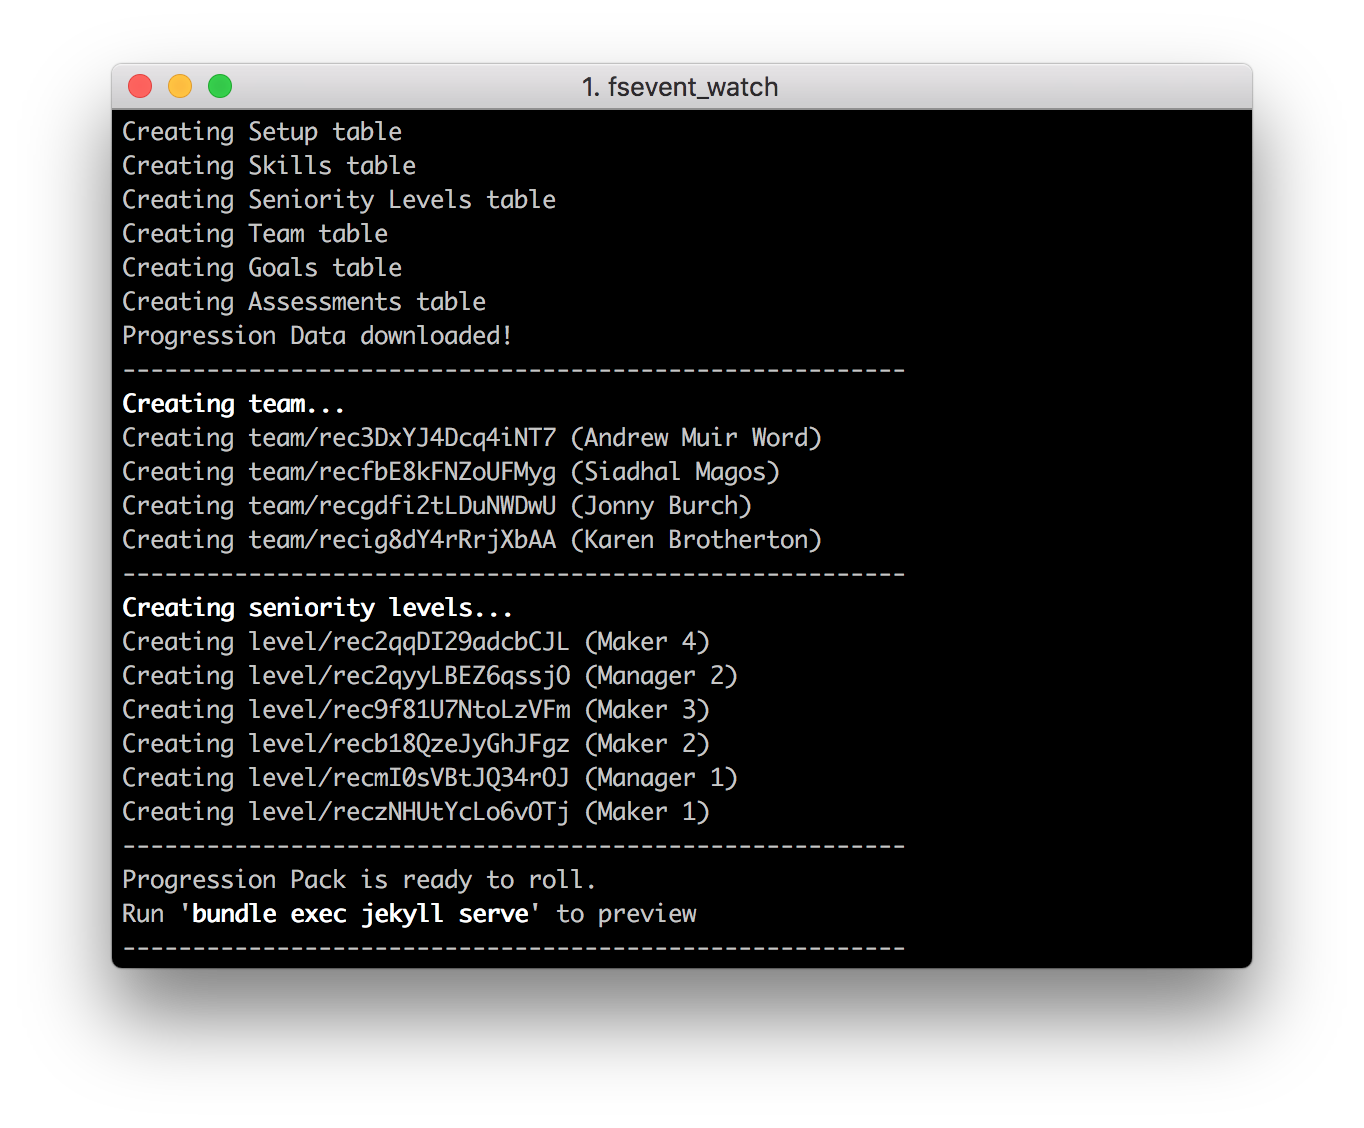 1. fsevent_watch
Creating Setup table
Creating Skills table
Creating Seniority Levels table
Creating Team table
Creating Goals table
Creating Assessments table
Progression Data downloaded!
--------------------------------------------------------
Creating team...
Creating team/rec3DxYJ4Dcq4iNT7 (Andrew Muir Word)
Creating team/recfbE8kFNZoUFMyg (Siadhal Magos)
Creating team/recgdfi2tLDuNWDwU (Jonny Burch)
Creating team/recig8dY4rRrjXbAA (Karen Brotherton)
--------------------------------------------------------
Creating seniority levels...
Creating level/rec2qqDI29adcbCJL (Maker 4)
Creating level/rec2qyyLBEZ6qssjO (Manager 2)
Creating level/rec9f81U7NtoLzVFm (Maker 3)
Creating level/recb18QzeJyGhJFgz (Maker 2)
Creating level/recmI0sVBtJQ34rOJ (Manager 1)
Creating level/reczNHUtYcLo6vOTj (Maker 1)
--------------------------------------------------------
Progression Pack is ready to roll.
Run 'bundle exec jekyll serve' to preview
--------------------------------------------------------